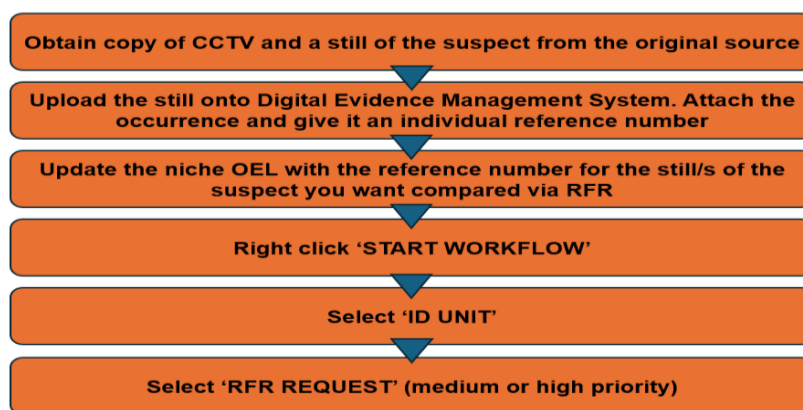 Obtain copy of CCTV and a still of the suspect from the original source
Upload the still onto Digital Evidence Management System. Attach the
occurrence and give it an individual reference number
Update the niche OEL with the reference number for the still/s of the
suspect you want compared via RFR
Right click ‘START WORKFLOW’
Select ‘ID UNIT’
Select ‘RFR REQUEST’ (medium or high priority)